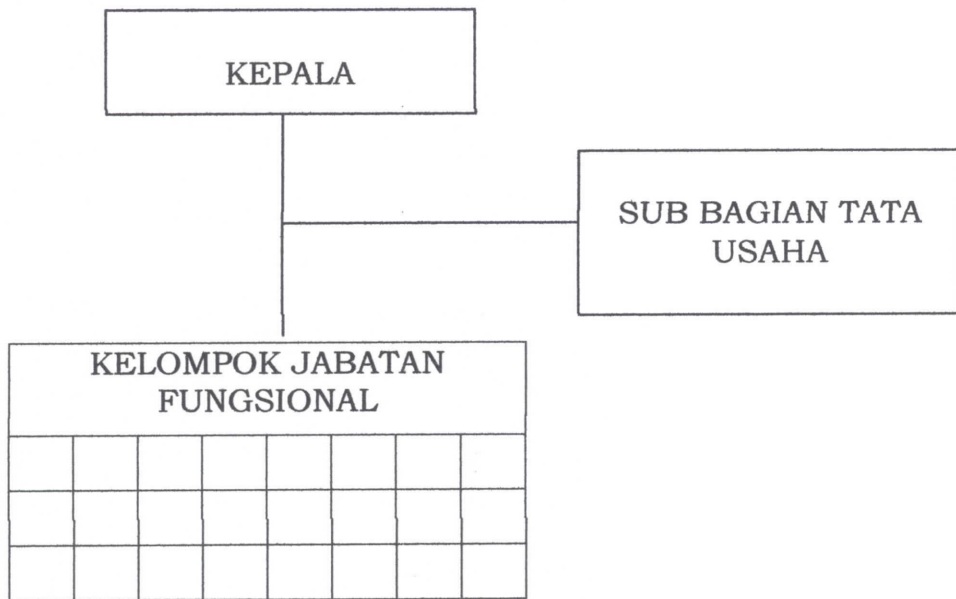 KEPALA
SUB BAGIAN TATA
USAHA
KELOMPOK JABATAN
FUNGSIONAL